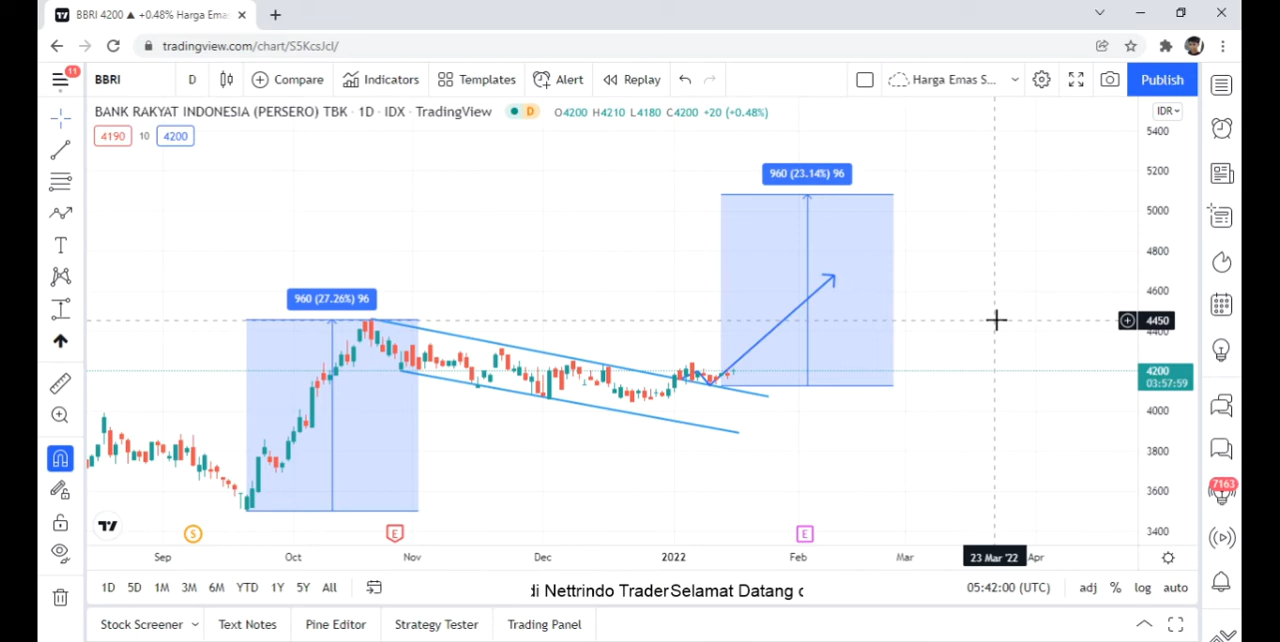 BBRI 4200 ▲ +0.48% Harga Emas
tradingview.com/chart/S5KcsJcl/
11
BBRI
D
Compare
Indicators
Templates
Alert
Replay
Harga Emas S...
Publish
BANK RAKYAT INDONESIA (PERSERO) TBK · 1D · IDX · TradingView
D
O4200 H4210 L4180 C4200 +20 (+0.48%)
IDR
4190
10
4200
5400
5200
5000
4800
4600
4450
4400
4200
03:57:59
4000
3800
3600
3400
960 (27.26%) 96
960 (23.14%) 96
S
E
E
Sep
Oct
Nov
Dec
2022
Feb
Mar
23 Mar '22
Apr
7163
1D
5D
1M
3M
6M
YTD
1Y
5Y
All
di Nettrindo TraderSelamat Datang
05:42:00 (UTC)
adj
%
log
auto
Stock Screener
Text Notes
Pine Editor
Strategy Tester
Trading Panel